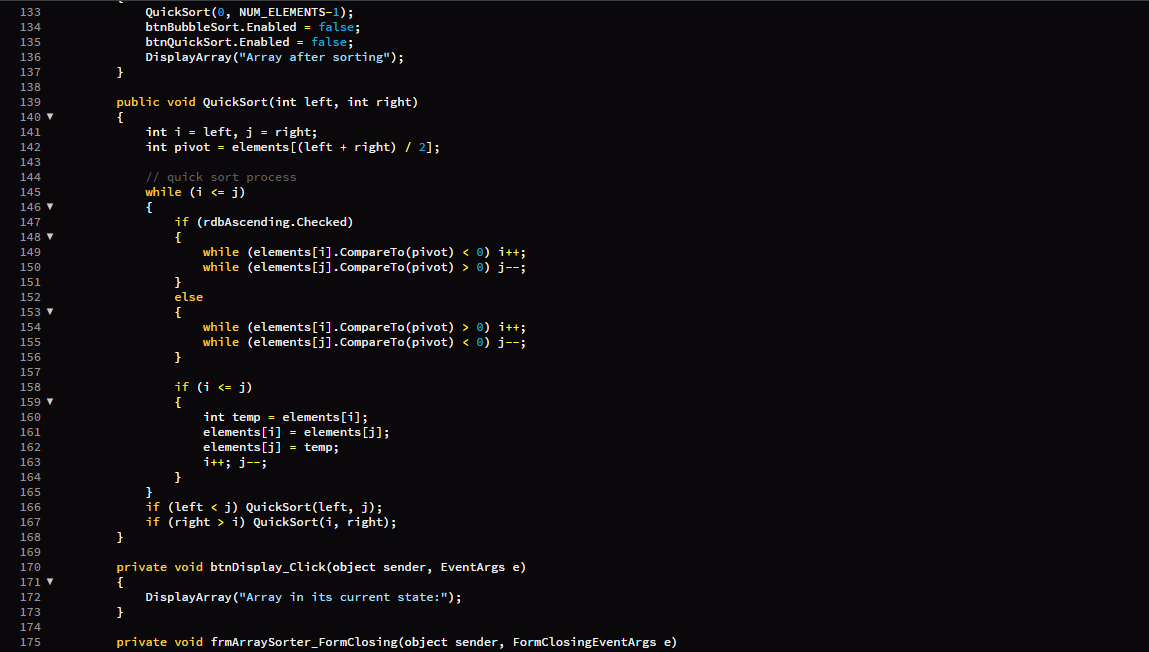 133 QuickSort(0, NUM_ELEMENTS-1);
134 btnBubbleSort.Enabled = false;
135 btnQuickSort.Enabled = false;
136 DisplayArray("Array after sorting");
137 }
138
139 public void QuickSort(int left, int right)
140 ▼ {
141 int i = left, j = right;
142 int pivot = elements[(left + right) / 2];
143
144 // quick sort process
145 while (i <= j)
146 ▼ {
147 if (rdbAscending.Checked)
148 ▼ {
149 while (elements[i].CompareTo(pivot) < 0) i++;
150 while (elements[j].CompareTo(pivot) > 0) j--;
151 }
152 else
153 ▼ {
154 while (elements[i].CompareTo(pivot) > 0) i++;
155 while (elements[j].CompareTo(pivot) < 0) j--;
156 }
157
158 if (i <= j)
159 ▼ {
160 int temp = elements[i];
161 elements[i] = elements[j];
162 elements[j] = temp;
163 i++; j--;
164 }
165 }
166 if (left < j) QuickSort(left, j);
167 if (right > i) QuickSort(i, right);
168 }
169
170 private void btnDisplay_Click(object sender, EventArgs e)
171 ▼ {
172 DisplayArray("Array in its current state:");
173 }
174
175 private void frmArraySorter_FormClosing(object sender, FormClosingEventArgs e)